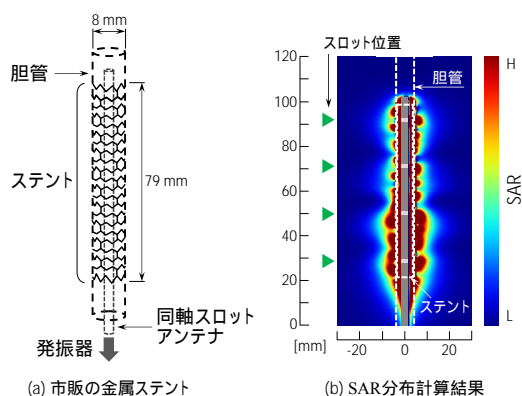 8 mm
胆管
ステント
79 mm
同軸スロット
アンテナ
発振器
(a) 市販の金属ステント
スロット位置
120
100
80
60
40
20
0
[mm]
-20
0
20
胆管
ステント
H
SAR
L
(b) SAR分布計算結果